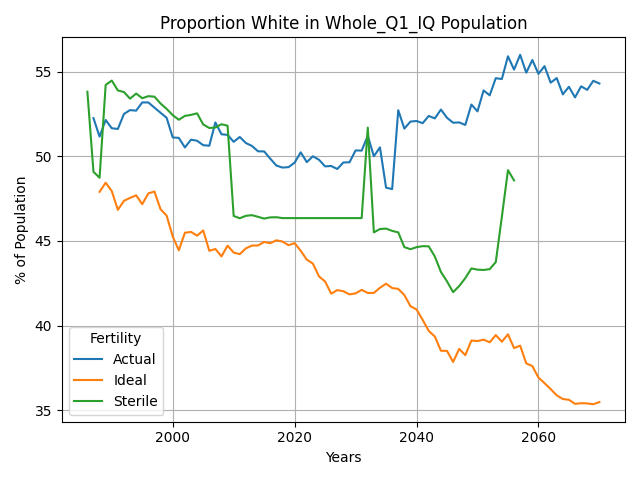 Proportion White in Whole_Q1_IQ Population
% of Population
55
50
45
40
35
Fertility
Actual
Ideal
Sterile
2000
2020
2040
2060
Years